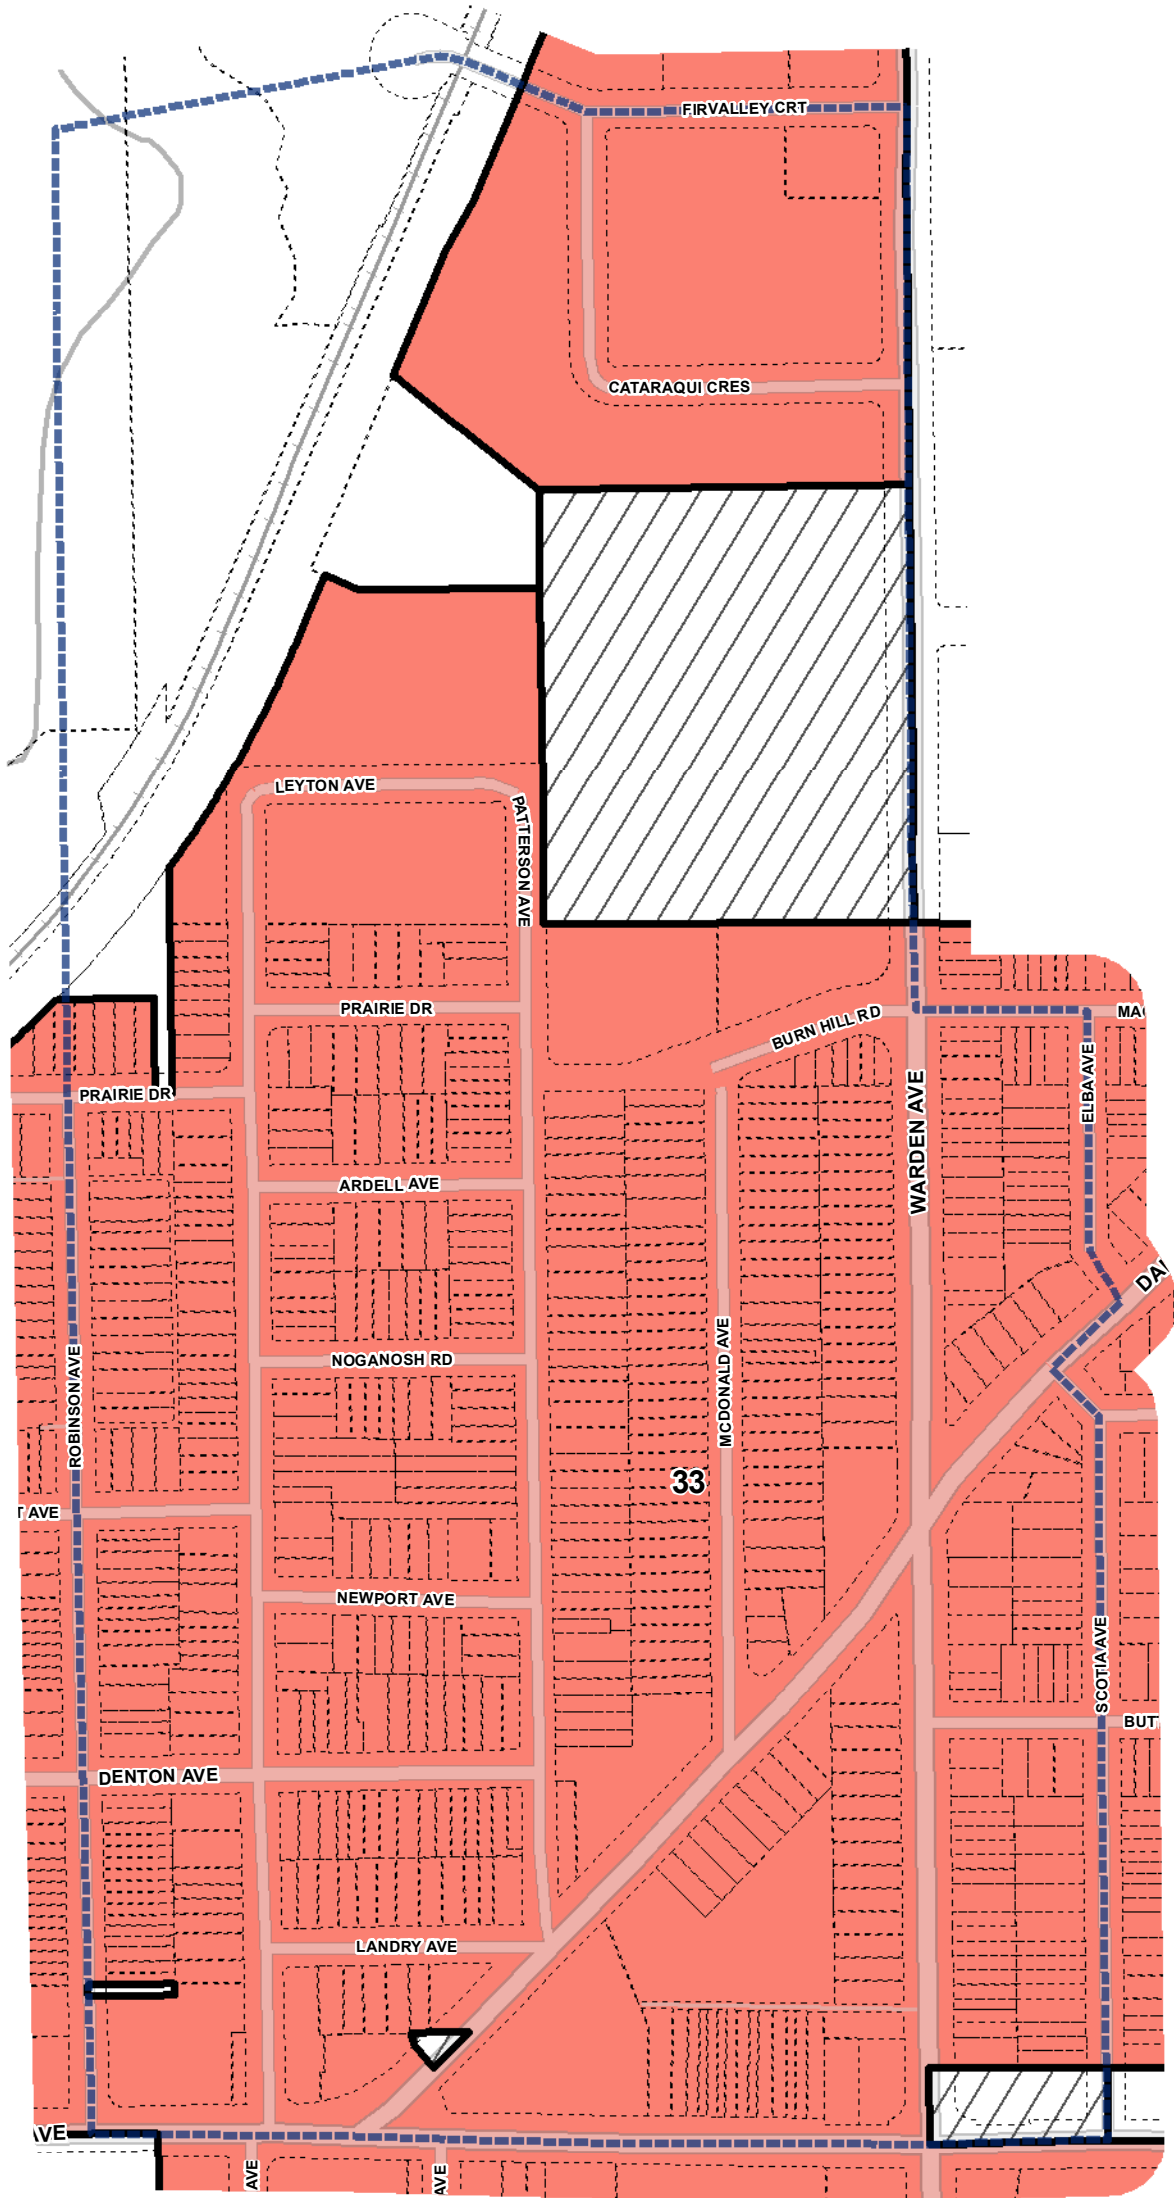 FIRVALLEY CRT
CATARAQUI CRES
LEYTON AVE
PATTERSON AVE
PRAIRIE DR
BURN HILL RD
MA
ELBA AVE
PRAIRIE DR
WARDEN AVE
ARDELL AVE
DA
NOGANOSH RD
MCDONALD AVE
ROBINSON AVE
33
T AVE
NEWPORT AVE
SCOTIA AVE
BUT
DENTON AVE
LANDRY AVE
AVE
AVE
AVE